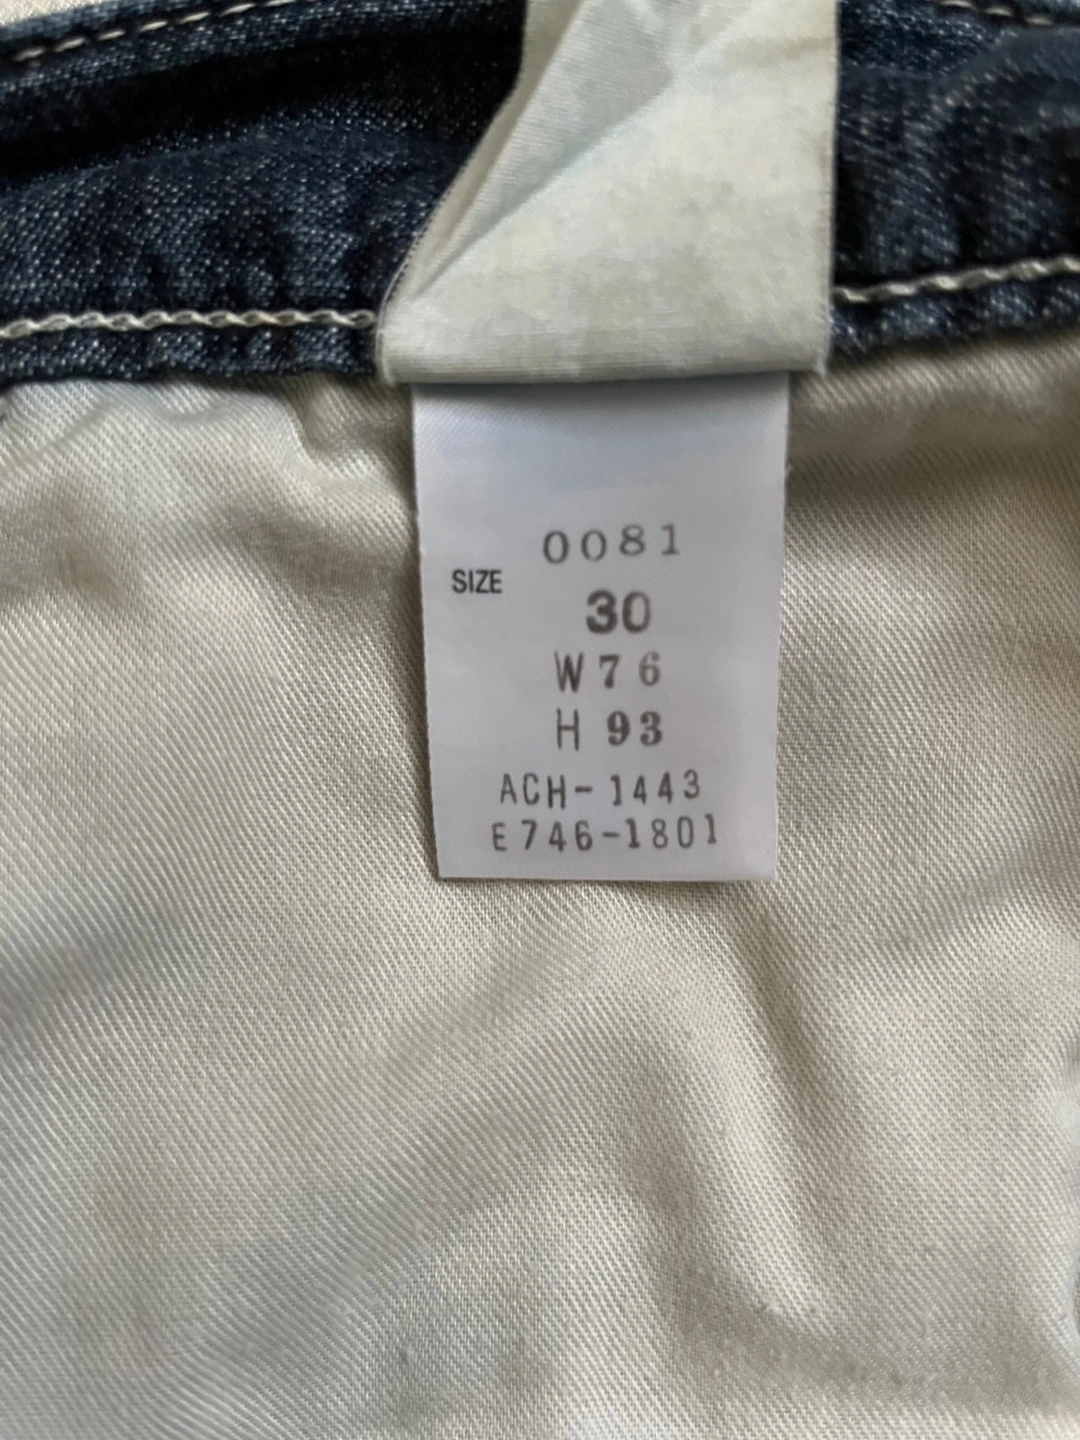 0081
SIZE
30
W76
H 93
ACH-1443
E746-1801